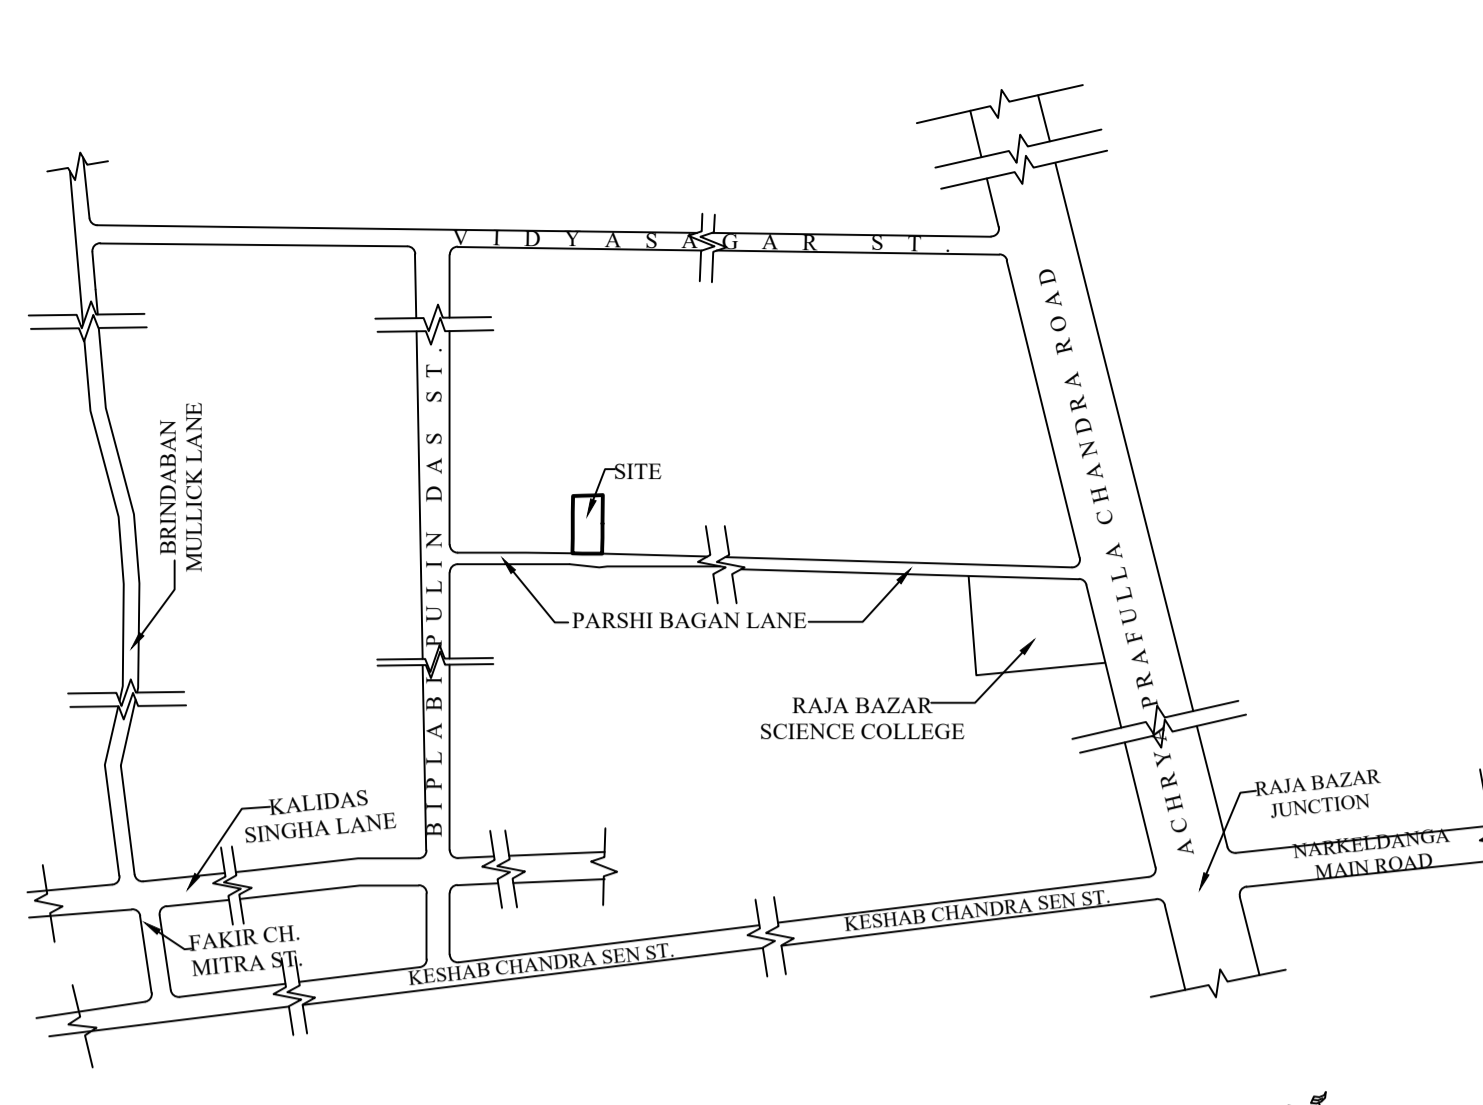 VIDYASAGAR ST.
ACHRYA PRAFULLA CHANDRA ROAD
BRINDABAN
MULLICK LANE
BIPLABI PULIN DAS ST.
SITE
PARSHI BAGAN LANE
RAJA BAZAR
SCIENCE COLLEGE
KALIDAS
SINGHA LANE
RAJA BAZAR
JUNCTION
NARKELDANGA
MAIN ROAD
KESHAB CHANDRA SEN ST.
FAKIR CH.
MITRA ST.
KESHAB CHANDRA SEN ST.